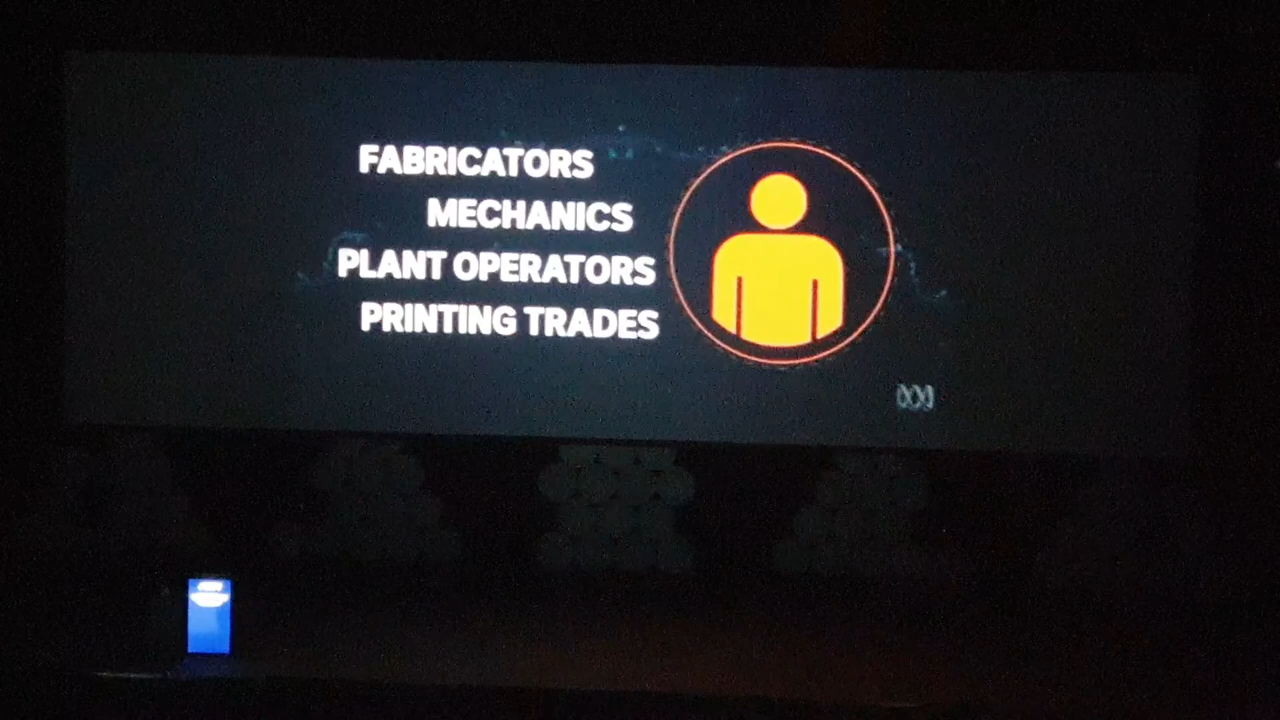 FABRICATORS
MECHANICS
PLANT OPERATORS
PRINTING TRADES